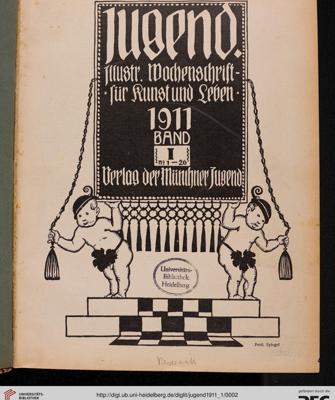 Jugend.
Illustr. Wochenschrift
für Kunst und Leben
1911
BAND
I
nr 1-26
Verlag der Münchner Jugend
Universitäts-
Bibliothek
Heidelberg
Ferd. Spiegel
UNIVERSITÄTS-
BIBLIOTHEK
http://digi.ub.uni-heidelberg.de/diglit/jugend1911_1/0002
gefördert durch die
DFG